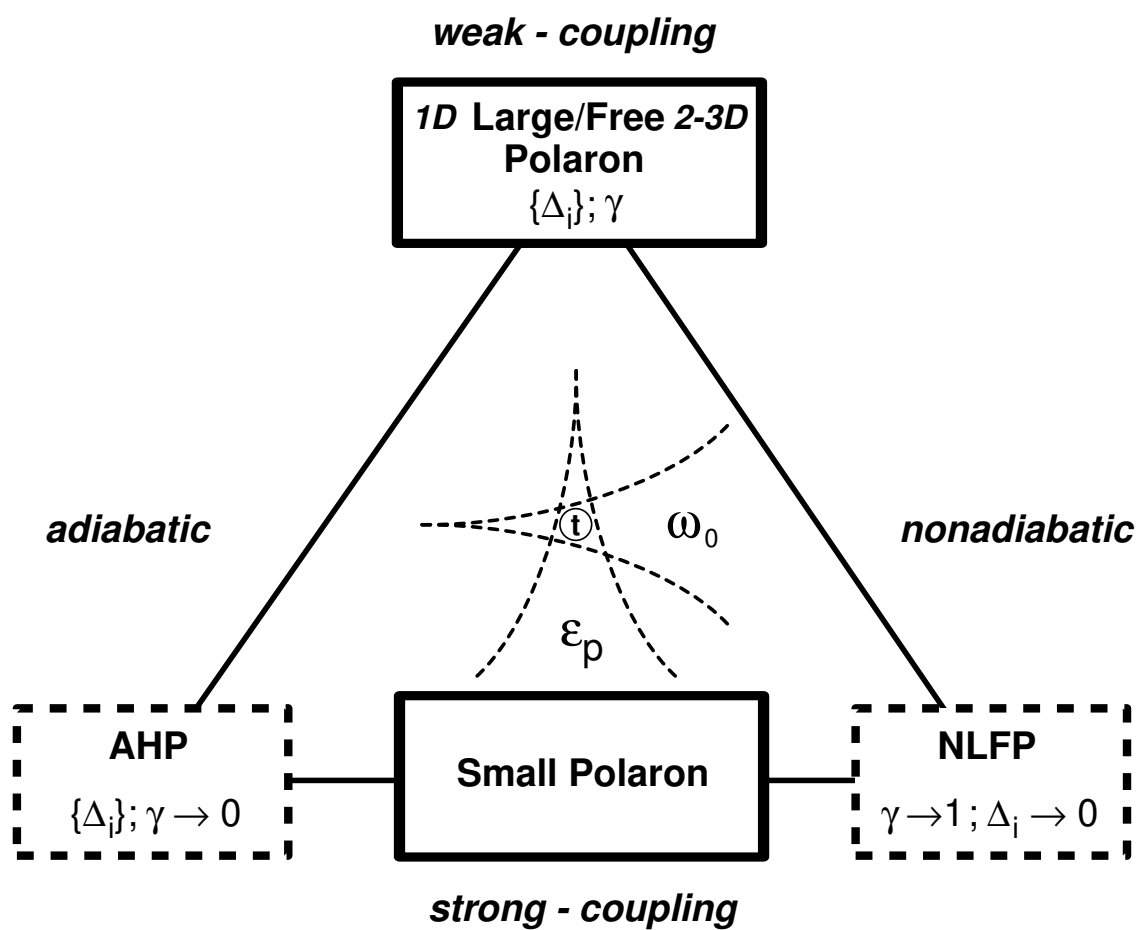 weak - coupling
1D Large/Free 2-3D
Polaron
{Δi}; γ
adiabatic
t
ω0
nonadiabatic
εp
AHP
{Δi}; γ → 0
Small Polaron
NLFP
γ →1 ; Δi → 0
strong - coupling